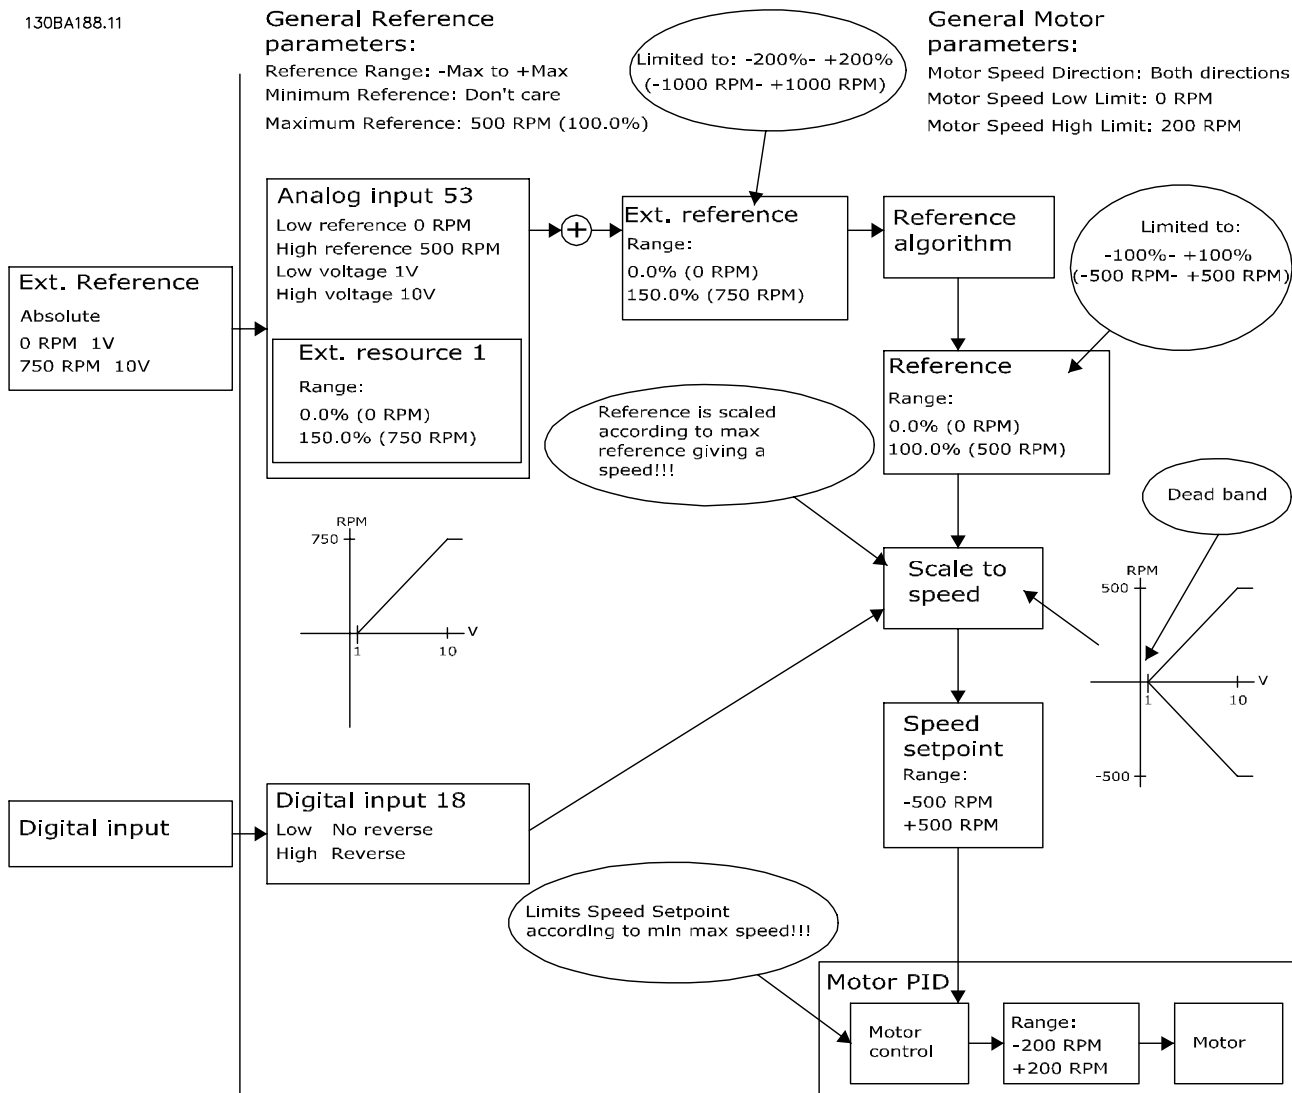 130BA188.11
General Reference
parameters:
Reference Range: -Max to +Max
Minimum Reference: Don't care
Maximum Reference: 500 RPM (100.0%)
Limited to: -200%- +200%
(-1000 RPM- +1000 RPM)
General Motor
parameters:
Motor Speed Direction: Both directions
Motor Speed Low Limit: 0 RPM
Motor Speed High Limit: 200 RPM
Ext. Reference
Absolute
0 RPM 1V
750 RPM 10V
Analog input 53
Low reference 0 RPM
High reference 500 RPM
Low voltage 1V
High voltage 10V
Ext. resource 1
Range:
0.0% (0 RPM)
150.0% (750 RPM)
+
Ext. reference
Range:
0.0% (0 RPM)
150.0% (750 RPM)
Reference
algorithm
Limited to:
-100%- +100%
(-500 RPM- +500 RPM)
Reference
Range:
0.0% (0 RPM)
100.0% (500 RPM)
Reference is scaled
according to max
reference giving a
speed!!!
Dead band
RPM
750
V
1
10
Scale to
speed
RPM
500
V
1
10
-500
Speed
setpoint
Range:
-500 RPM
+500 RPM
Digital input
Digital input 18
Low No reverse
High Reverse
Limits Speed Setpoint
according to min max speed!!!
Motor PID
Motor
control
Range:
-200 RPM
+200 RPM
Motor